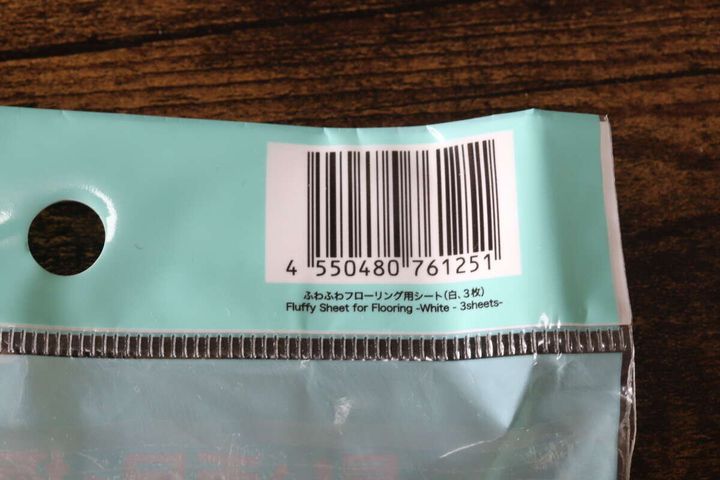 4 550480 761251
ふわふわフローリング用シート(白、3枚)
Fluffy Sheet for Flooring -White - 3sheets-